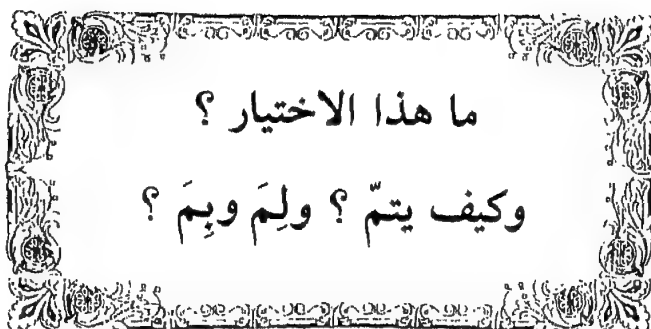 ما هذا الاختيار ؟
وكيف يتمّ ؟ ولِمَ وبِمَ ؟